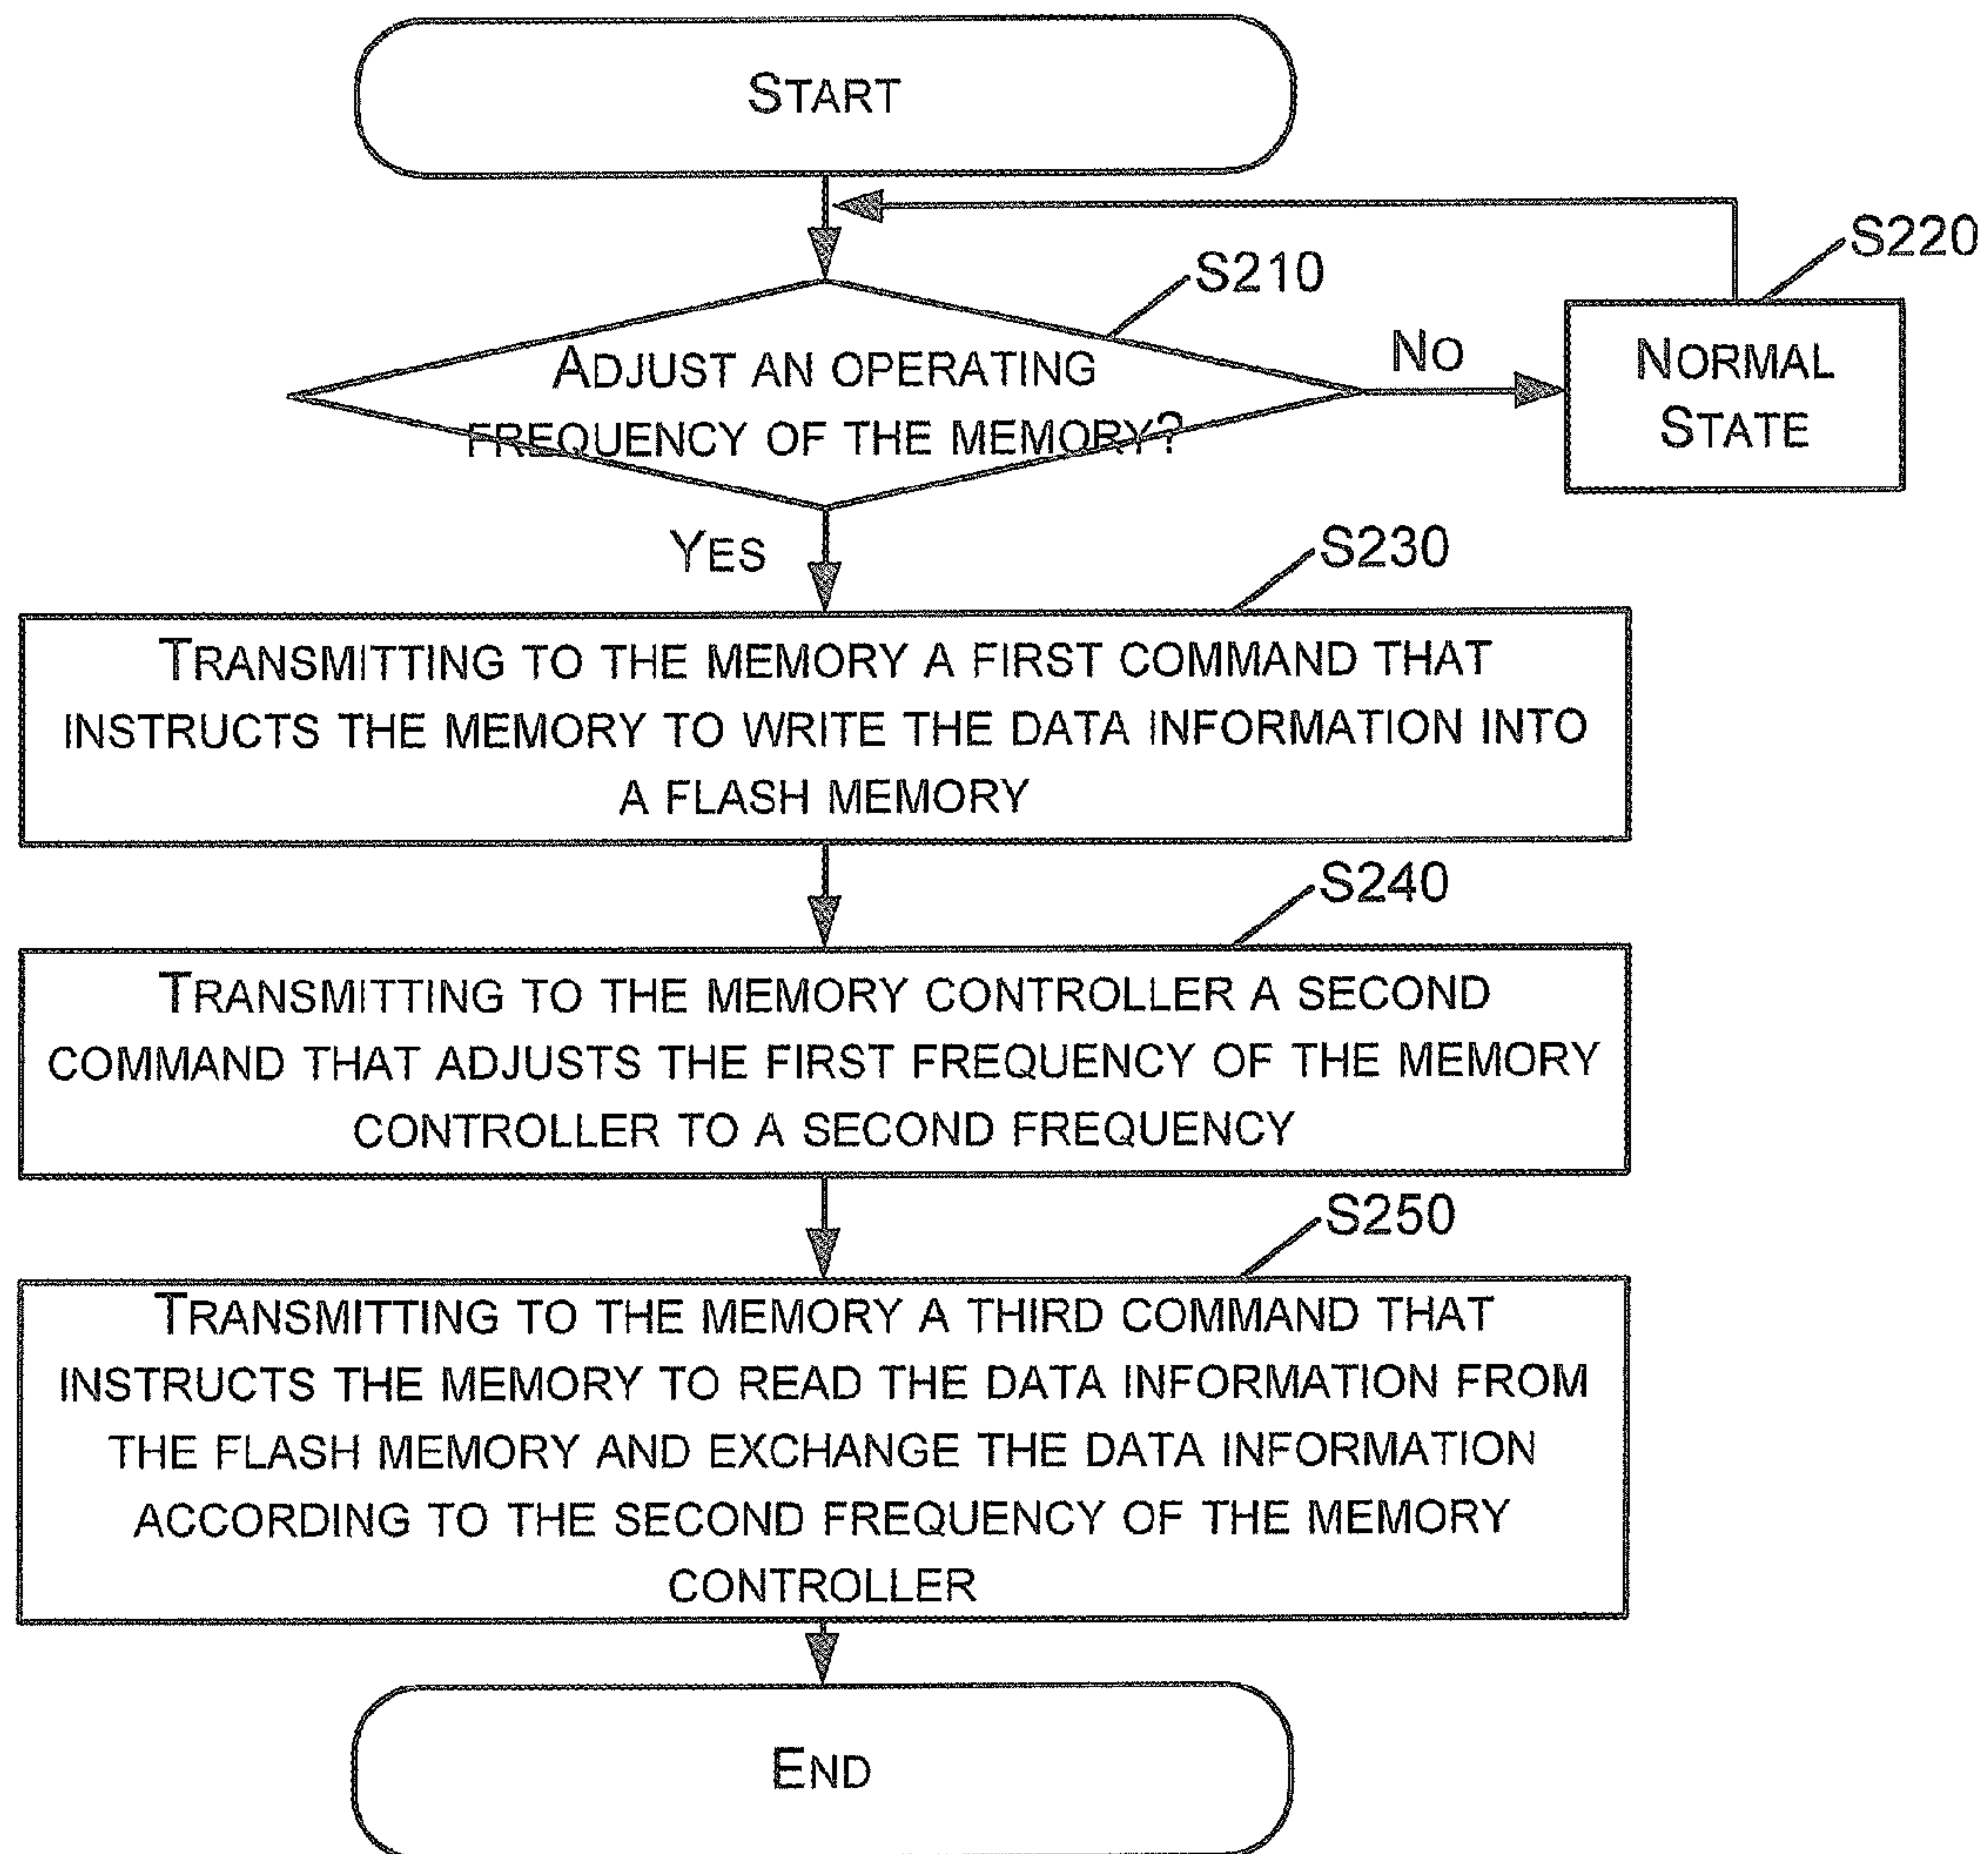 START
S210
S220
ADJUST AN OPERATING
FREQUENCY OF THE MEMORY?
NO
NORMAL
STATE
YES
S230
TRANSMITTING TO THE MEMORY A FIRST COMMAND THAT
INSTRUCTS THE MEMORY TO WRITE THE DATA INFORMATION INTO
A FLASH MEMORY
S240
TRANSMITTING TO THE MEMORY CONTROLLER A SECOND
COMMAND THAT ADJUSTS THE FIRST FREQUENCY OF THE MEMORY
CONTROLLER TO A SECOND FREQUENCY
S250
TRANSMITTING TO THE MEMORY A THIRD COMMAND THAT
INSTRUCTS THE MEMORY TO READ THE DATA INFORMATION FROM
THE FLASH MEMORY AND EXCHANGE THE DATA INFORMATION
ACCORDING TO THE SECOND FREQUENCY OF THE MEMORY
CONTROLLER
END